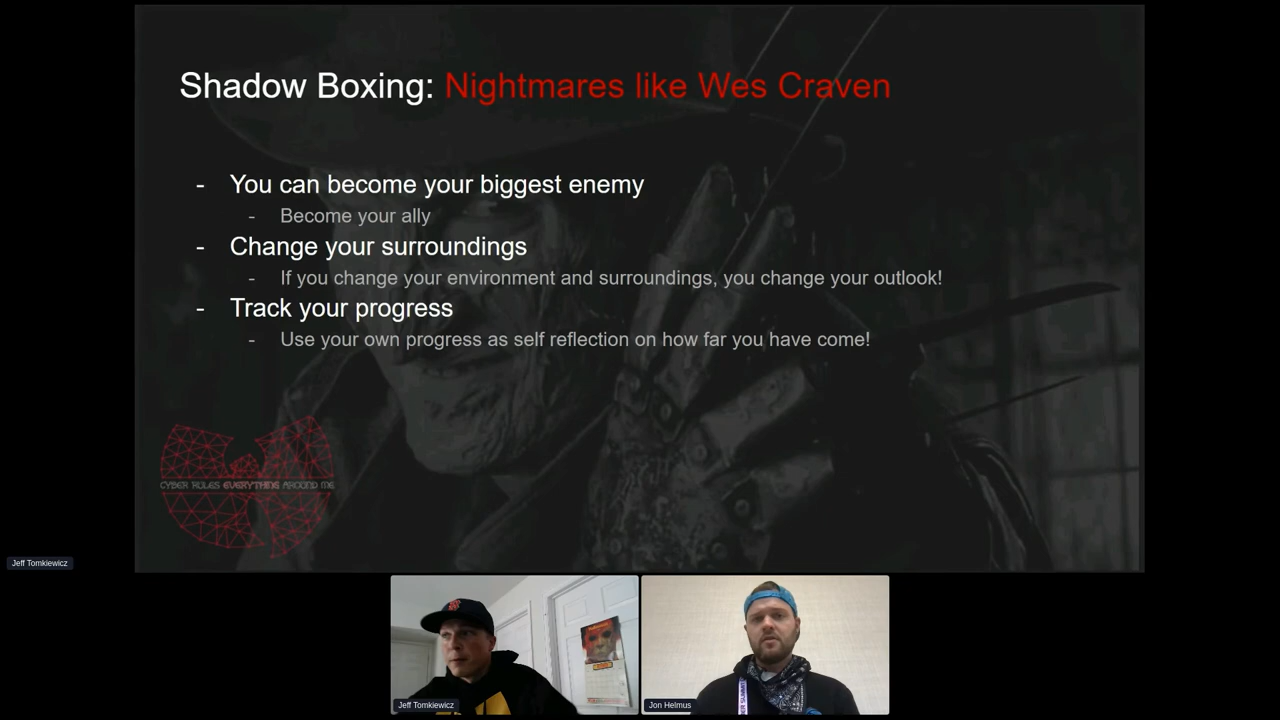 Shadow Boxing: Nightmares like Wes Craven
- You can become your biggest enemy
- Become your ally
- Change your surroundings
- If you change your environment and surroundings, you change your outlook!
- Track your progress
- Use your own progress as self reflection on how far you have come!
CYBER RULES EVERYTHING AROUND ME
Jeff Tomkiewicz
Jeff Tomkiewicz
Jon Helmus